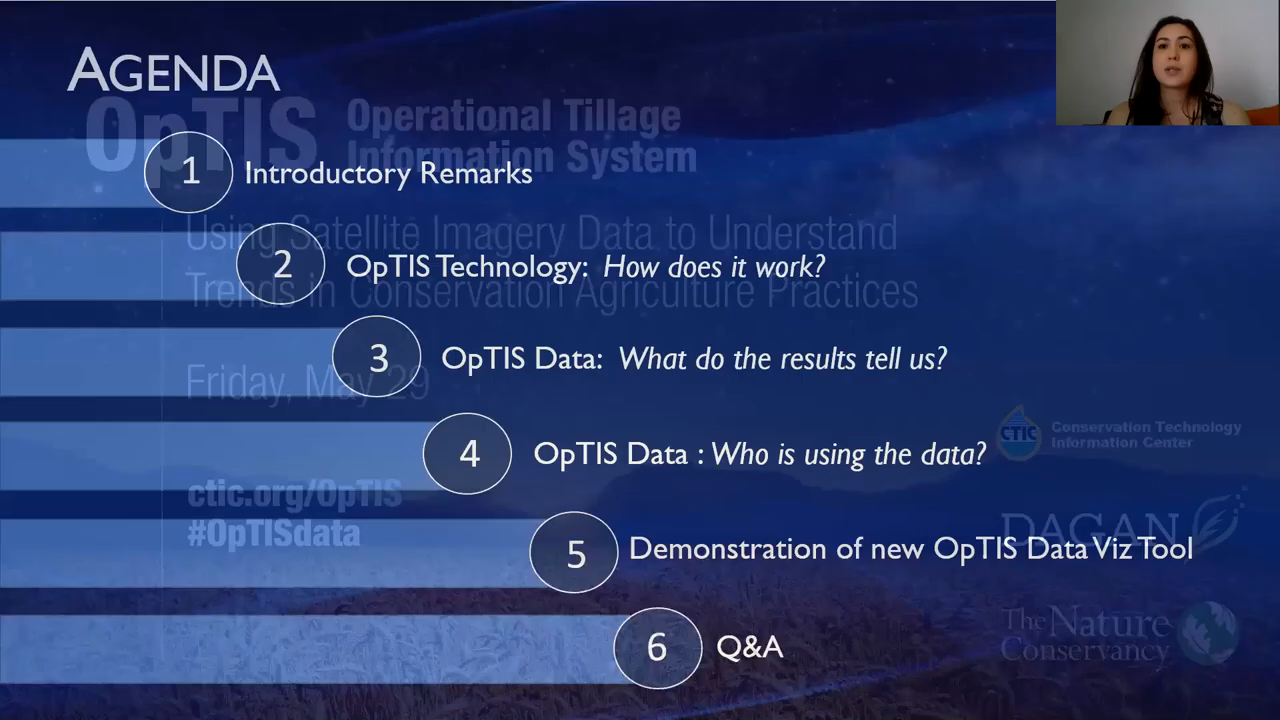 AGENDA
OpTIS
Operational Tillage
Information System
1
Introductory Remarks
Using Satellite Imagery Data to Understand
2
OpTIS Technology: How does it work?
Trends in Conservation Agriculture Practices
3
OpTIS Data: What do the results tell us?
Friday, May 29
CTIC
Conservation Technology
Information Center
4
OpTIS Data : Who is using the data?
ctic.org/OpTIS
#OpTISdata
DAGAN
5
Demonstration of new OpTIS Data Viz Tool
The Nature
Conservancy
6
Q&A